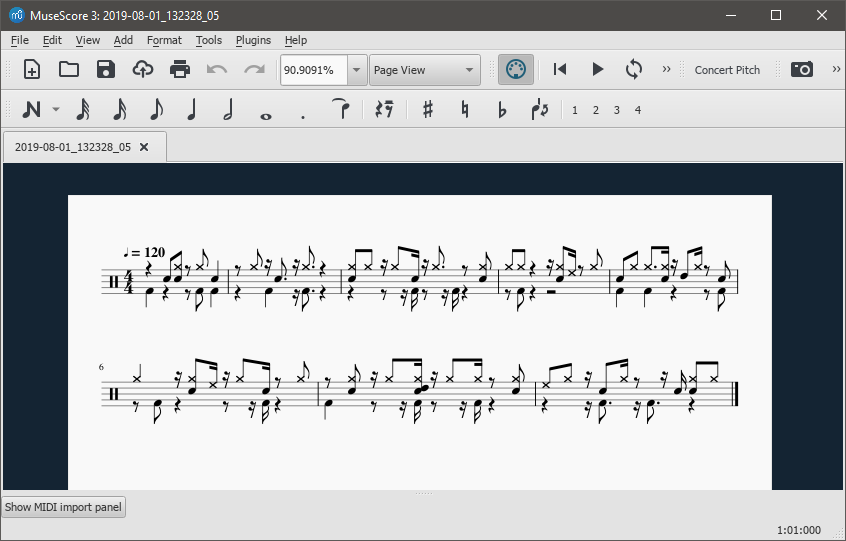 MuseScore 3: 2019-08-01_132328_05
File Edit View Add Format Tools Plugins Help
90.9091% Page View Concert Pitch
1 2 3 4
2019-08-01_132328_05
♩ = 120
4
4
6
Show MIDI import panel
1:01:000